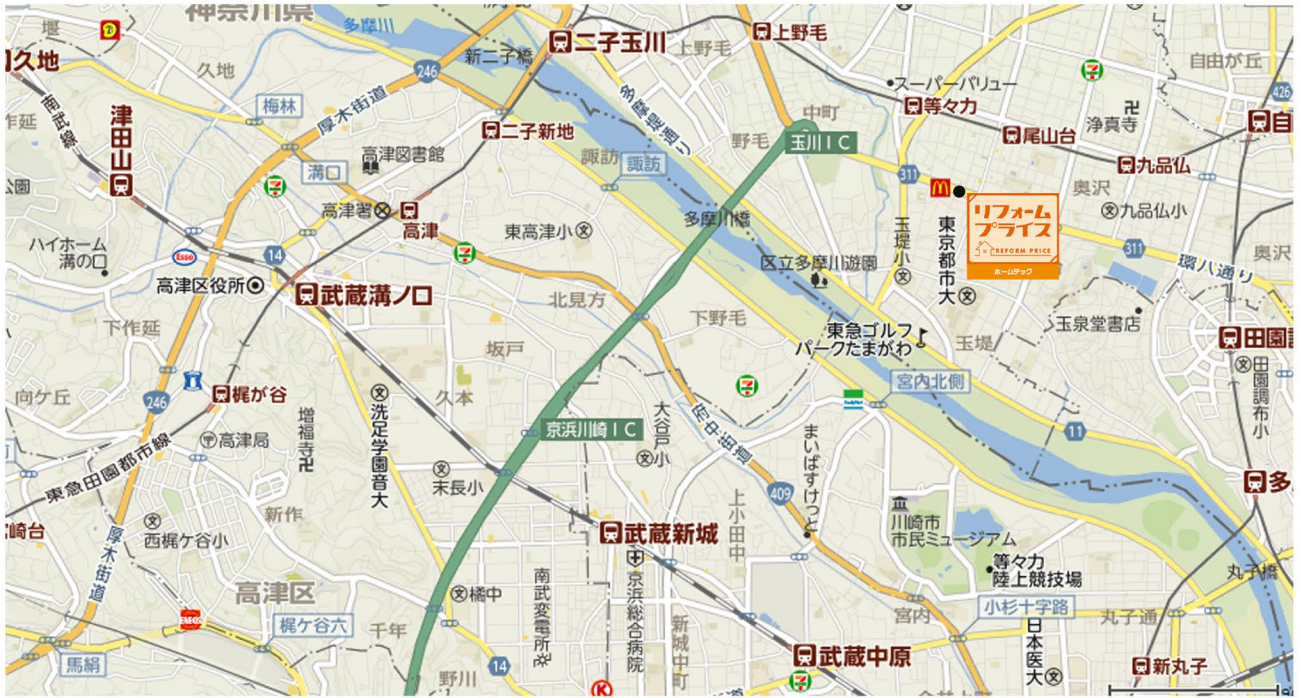 神奈川県
堰
多摩川
二子玉川
上野毛
上野毛
久地
久地
新二子橋
246
スーパーバリュー
自由が丘
426
南武線
作延
梅林
厚木街道
多摩堤通り
中町
等々力
卍
浄真寺
津田山
二子新地
野毛
玉川IC
尾山台
自
高津図書館
諏訪
諏訪
九品仏
公園
溝口
311
奥沢
高津署
高津
多摩川橋
リフォーム
プライス
REFORM PRICE
ホームテック
九品仏小
東高津小
玉堤小
東京都市大
311
奥沢
環八通り
ハイホーム
溝の口
Esso
14
高津区役所
武蔵溝ノ口
区立多摩川遊園
北見方
下野毛
玉泉堂書店
下作延
東急ゴルフ
パークたまがわ
玉堤
田園
坂戸
宮内北側
田園調布小
向ケ丘
246
梶が谷
久本
FamilyMart
増福寺
卍
洗足学園音大
京浜川崎IC
大谷戸小
府中街道
まいばすけっと
11
高津局
東急田園都市線
末長小
409
多
上小田中
川崎市
市民ミュージアム
崎台
西梶ケ谷小
新作
武蔵新城
厚木街道
等々力
陸上競技場
丸子橋
高津区
橘中
南武変電所
京浜総合病院
ENEOS
梶ケ谷六
千年
新城中町
宮内
小杉十字路
丸子通
日本医大
馬絹
14
野川
K
武蔵中原
新丸子